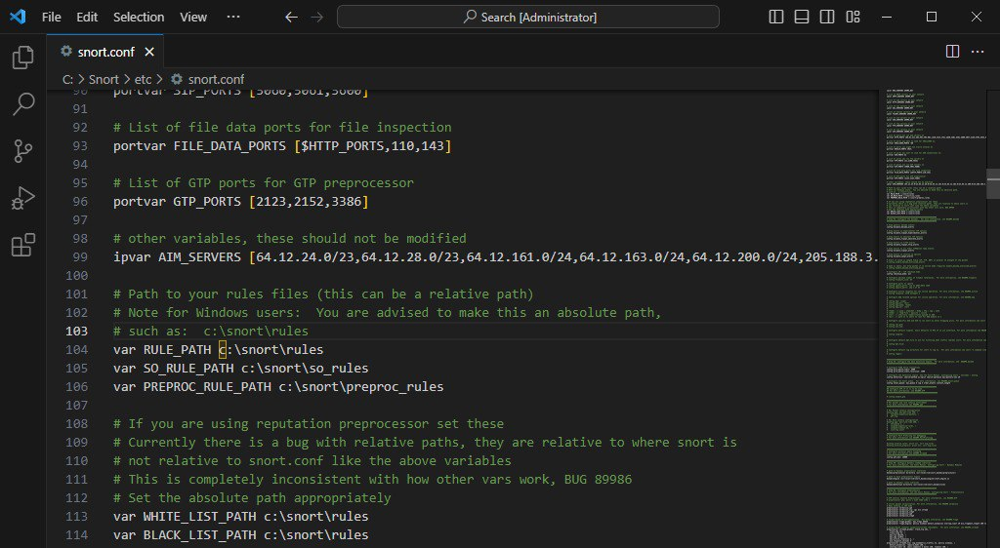 File Edit Selection View ··· Search [Administrator]
snort.conf
C: > Snort > etc > snort.conf
90 portvar SIP_PORTS [5060,5061,5600]
91
92 # List of file data ports for file inspection
93 portvar FILE_DATA_PORTS [$HTTP_PORTS,110,143]
94
95 # List of GTP ports for GTP preprocessor
96 portvar GTP_PORTS [2123,2152,3386]
97
98 # other variables, these should not be modified
99 ipvar AIM_SERVERS [64.12.24.0/23,64.12.28.0/23,64.12.161.0/24,64.12.163.0/24,64.12.200.0/24,205.188.3.
100
101 # Path to your rules files (this can be a relative path)
102 # Note for Windows users:  You are advised to make this an absolute path,
103 # such as:  c:\snort\rules
104 var RULE_PATH c:\snort\rules
105 var SO_RULE_PATH c:\snort\so_rules
106 var PREPROC_RULE_PATH c:\snort\preproc_rules
107
108 # If you are using reputation preprocessor set these
109 # Currently there is a bug with relative paths, they are relative to where snort is
110 # not relative to snort.conf like the above variables
111 # This is completely inconsistent with how other vars work, BUG 89986
112 # Set the absolute path appropriately
113 var WHITE_LIST_PATH c:\snort\rules
114 var BLACK_LIST_PATH c:\snort\rules